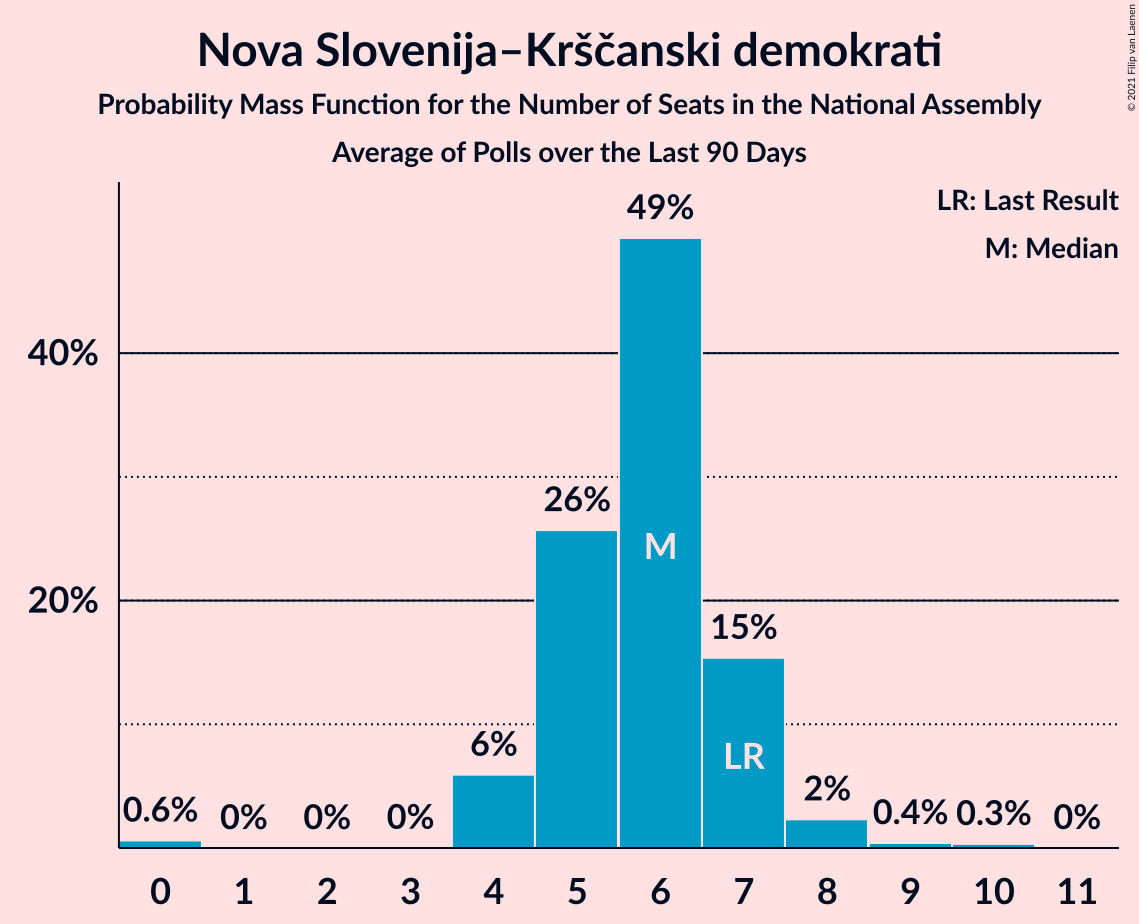 Nova Slovenija–Krščanski demokrati
Probability Mass Function for the Number of Seats in the National Assembly
Average of Polls over the Last 90 Days
© 2021 Filip van Laenen
LR: Last Result
M: Median
49%
40%
26%
M
20%
15%
6%
LR
2%
0.6%
0%
0%
0%
0.4%
0.3%
0%
0 1 2 3 4 5 6 7 8 9 10 11